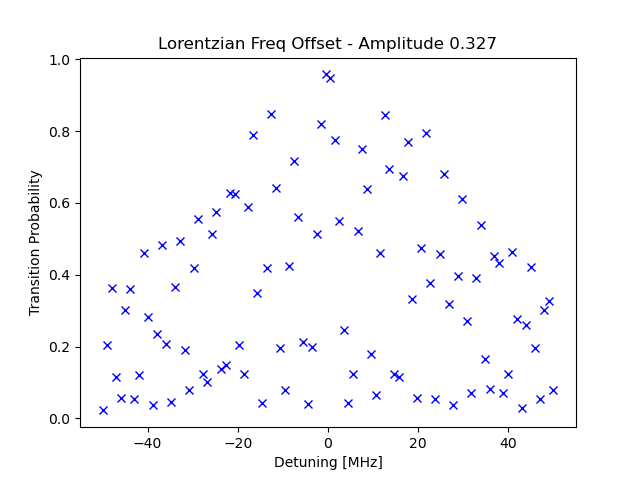 Lorentzian Freq Offset - Amplitude 0.327
1.0
0.8
0.6
0.4
0.2
0.0
Transition Probability
−40 −20 0 20 40
Detuning [MHz]